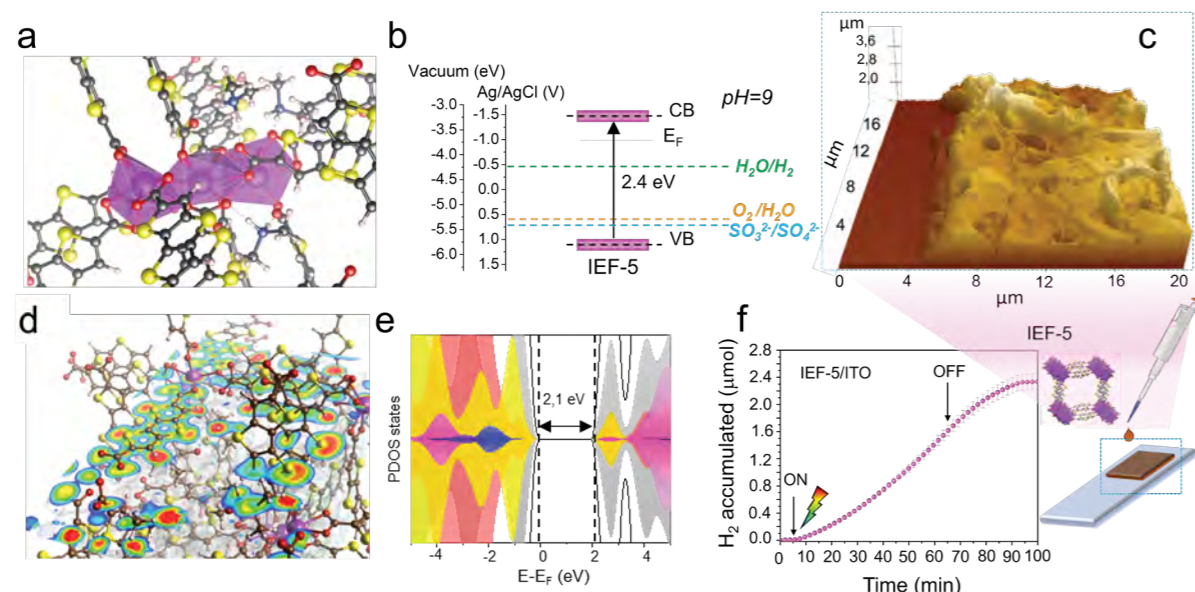 a
b
Vacuum (eV)
Ag/AgCl (V)
pH=9
-3.0
-3.5
-4.0
-4.5
-5.0
-5.5
-6.0
-1.5
-1.0
-0.5
0.0
0.5
1.0
1.5
CB
E_F
2.4 eV
H₂O/H₂
O₂/H₂O
SO₃²⁻/SO₄²⁻
VB
IEF-5
c
µm
3,6
2,8
2,0
µm
16
12
8
4
0
4
8
12
16
20
µm
d
e
PDOS states
2,1 eV
-4
-2
0
2
4
E-E_F (eV)
f
H₂ accumulated (µmol)
2.8
2.4
2.0
1.6
1.2
0.8
0.4
0.0
IEF-5/ITO
OFF
ON
0
10
20
30
40
50
60
70
80
90
100
Time (min)
IEF-5